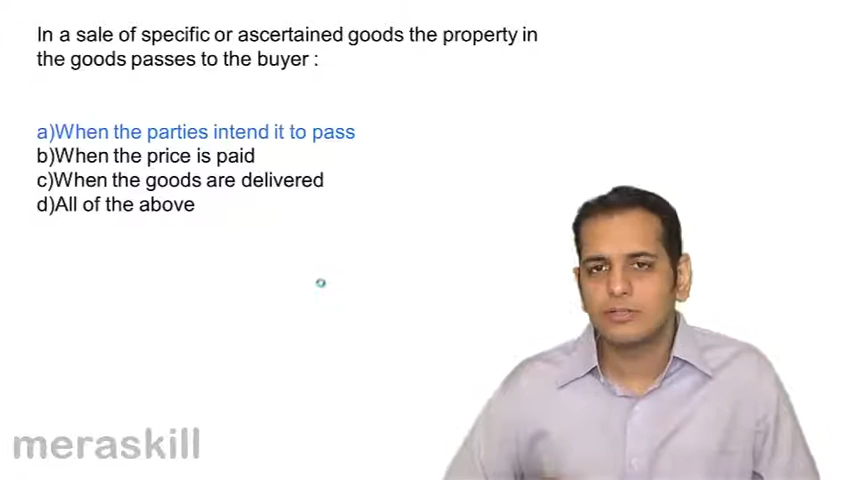 In a sale of specific or ascertained goods the property in
the goods passes to the buyer :
a)When the parties intend it to pass
b)When the price is paid
c)When the goods are delivered
d)All of the above
meraskill